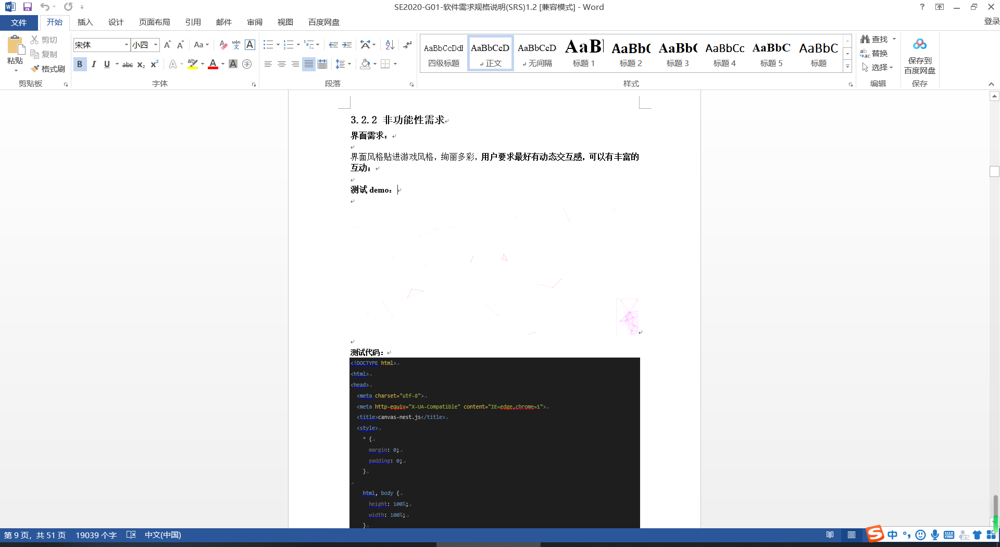 SE2020-G01-软件需求规格说明(SRS)1.2 [兼容模式] - Word
登录
文件 开始 插入 设计 页面布局 引用 邮件 审阅 视图 百度网盘
粘贴
剪切
复制
格式刷
剪贴板
宋体 小四 Aa wén 文 A
B I U abc X₂ X² A ab A A 字
字体
段落
AaBbCcDdI 四级标题
AaBbCcD 正文
AaBbCcD 无间隔
AaBl 标题 1
AaBb( 标题 2
AaBb( 标题 3
AaBbCc 标题 4
AaBbC 标题 5
AaBbC 标题
样式
查找
替换
选择
编辑
保存到
百度网盘
保存
3.2.2 非功能性需求
界面需求：
界面风格贴进游戏风格，绚丽多彩，用户要求最好有动态交互感，可以有丰富的
互动；
测试 demo：
测试代码：
<!DOCTYPE html>
<html>
<head>
<meta charset="utf-8">
<meta http-equiv="X-UA-Compatible" content="IE=edge,chrome=1">
<title>canvas-nest.js</title>
<style>
* {
margin: 0;
padding: 0;
}
html, body {
height: 100%;
width: 100%;
}
第 9 页，共 51 页 19039 个字 中文(中国)
中